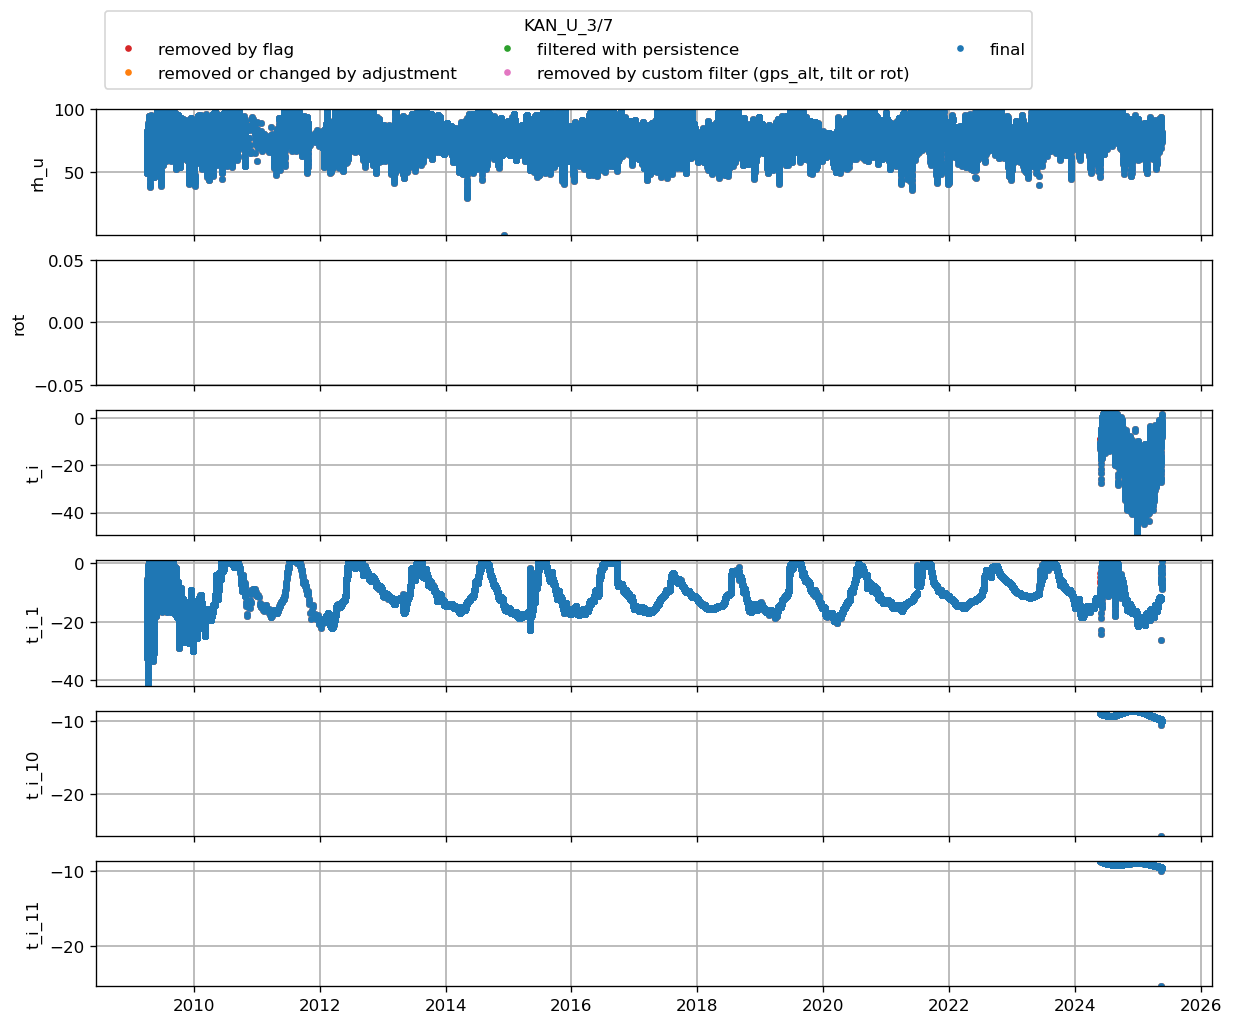 KAN_U_3/7
removed by flag
removed or changed by adjustment
filtered with persistence
removed by custom filter (gps_alt, tilt or rot)
final
100
50
rh_u
0.05
0.00
−0.05
rot
0
−20
−40
t_i
0
−20
−40
t_i_1
−10
−20
t_i_10
−10
−20
t_i_11
2010 2012 2014 2016 2018 2020 2022 2024 2026